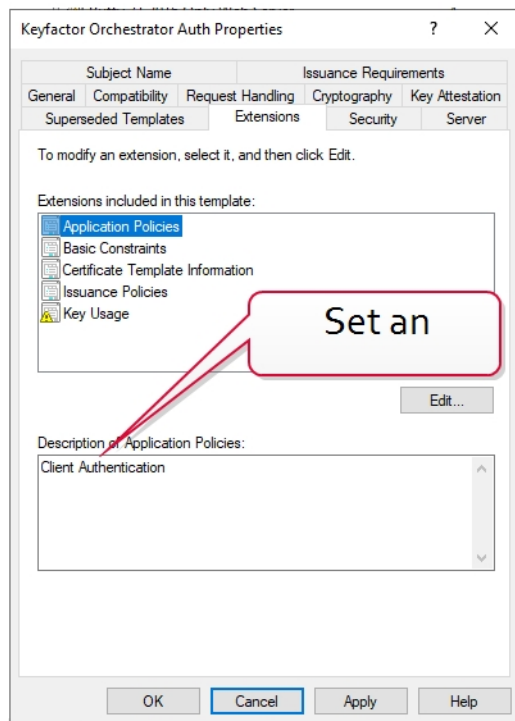 Keyfactor Orchestrator Auth Properties ? ×
Subject Name Issuance Requirements
General Compatibility Request Handling Cryptography Key Attestation
Superseded Templates Extensions Security Server
To modify an extension, select it, and then click Edit.
Extensions included in this template:
Application Policies
Basic Constraints
Certificate Template Information
Issuance Policies
Key Usage
Set an
Edit...
Description of Application Policies:
Client Authentication
OK Cancel Apply Help